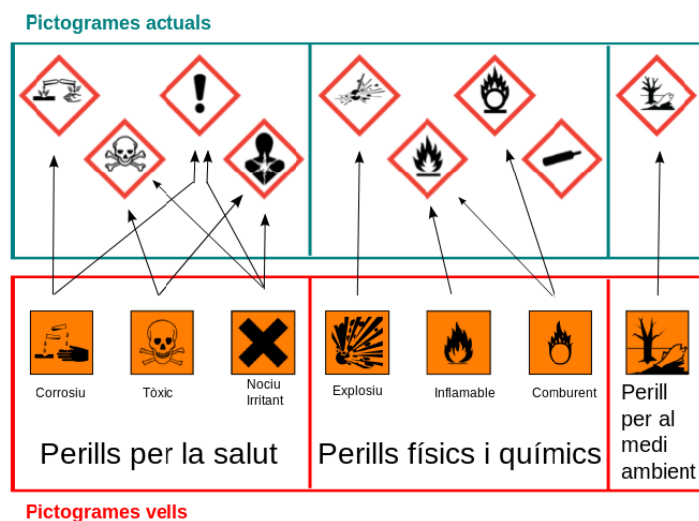 Pictogrames actuals
Corrosiu
Tòxic
Nociu
Irritant
Explosiu
Inflamable
Comburent
Perill
per al
medi
ambient
Perills per la salut
Perills físics i químics
Pictogrames vells